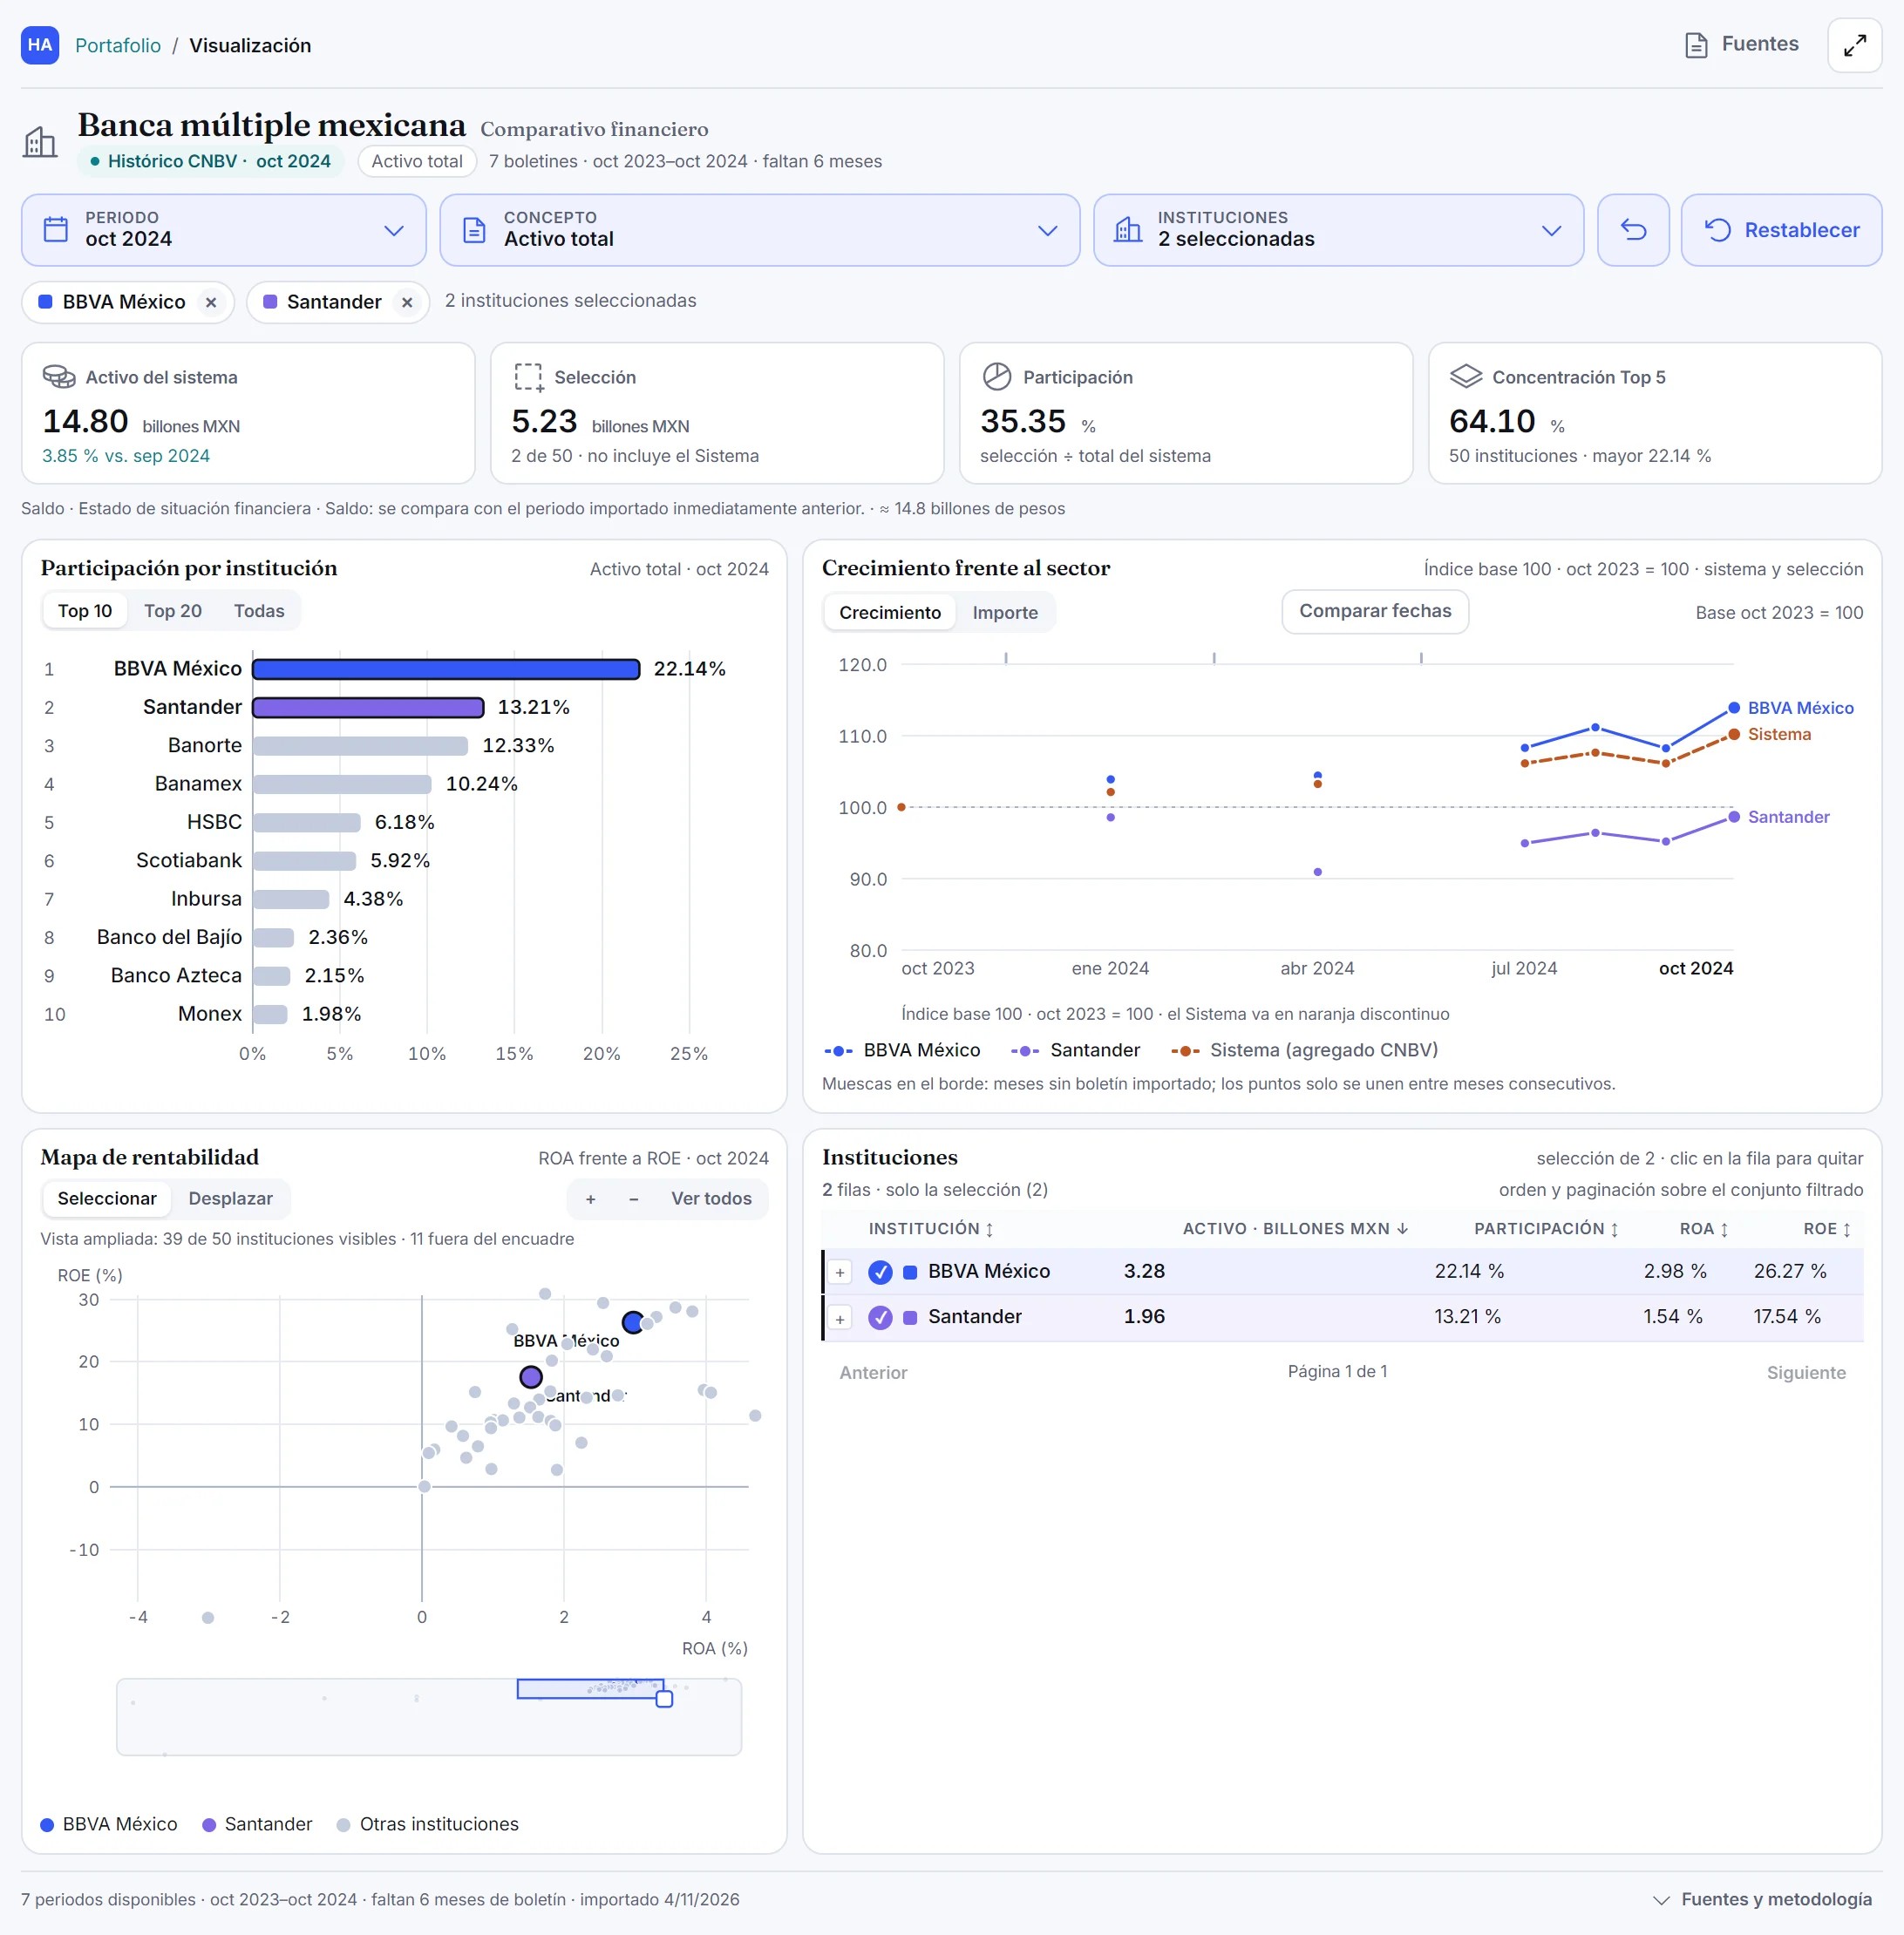 HA Portafolio / Visualización
Fuentes
Banca múltiple mexicana Comparativo financiero
Histórico CNBV · oct 2024 Activo total 7 boletines · oct 2023–oct 2024 · faltan 6 meses
PERIODO
oct 2024
CONCEPTO
Activo total
INSTITUCIONES
2 seleccionadas
Restablecer
BBVA México × Santander × 2 instituciones seleccionadas
Activo del sistema
14.80 billones MXN
3.85 % vs. sep 2024
Selección
5.23 billones MXN
2 de 50 · no incluye el Sistema
Participación
35.35 %
selección ÷ total del sistema
Concentración Top 5
64.10 %
50 instituciones · mayor 22.14 %
Saldo · Estado de situación financiera · Saldo: se compara con el periodo importado inmediatamente anterior. · ≈ 14.8 billones de pesos
Participación por institución Activo total · oct 2024
Top 10 Top 20 Todas
1 BBVA México 22.14%
2 Santander 13.21%
3 Banorte 12.33%
4 Banamex 10.24%
5 HSBC 6.18%
6 Scotiabank 5.92%
7 Inbursa 4.38%
8 Banco del Bajío 2.36%
9 Banco Azteca 2.15%
10 Monex 1.98%
0% 5% 10% 15% 20% 25%
Crecimiento frente al sector Índice base 100 · oct 2023 = 100 · sistema y selección
Crecimiento Importe Comparar fechas Base oct 2023 = 100
120.0
110.0
100.0
90.0
80.0
BBVA México
Sistema
Santander
oct 2023 ene 2024 abr 2024 jul 2024 oct 2024
Índice base 100 · oct 2023 = 100 · el Sistema va en naranja discontinuo
BBVA México Santander Sistema (agregado CNBV)
Muescas en el borde: meses sin boletín importado; los puntos solo se unen entre meses consecutivos.
Mapa de rentabilidad ROA frente a ROE · oct 2024
Seleccionar Desplazar + − Ver todos
Vista ampliada: 39 de 50 instituciones visibles · 11 fuera del encuadre
ROE (%)
30
20
10
0
-10
BBVA México
Santander
-4 -2 0 2 4
ROA (%)
BBVA México Santander Otras instituciones
Instituciones selección de 2 · clic en la fila para quitar
2 filas · solo la selección (2) orden y paginación sobre el conjunto filtrado
INSTITUCIÓN ↕ ACTIVO · BILLONES MXN ↓ PARTICIPACIÓN ↕ ROA ↕ ROE ↕
+ BBVA México 3.28 22.14 % 2.98 % 26.27 %
+ Santander 1.96 13.21 % 1.54 % 17.54 %
Anterior Página 1 de 1 Siguiente
7 periodos disponibles · oct 2023–oct 2024 · faltan 6 meses de boletín · importado 4/11/2026
Fuentes y metodología